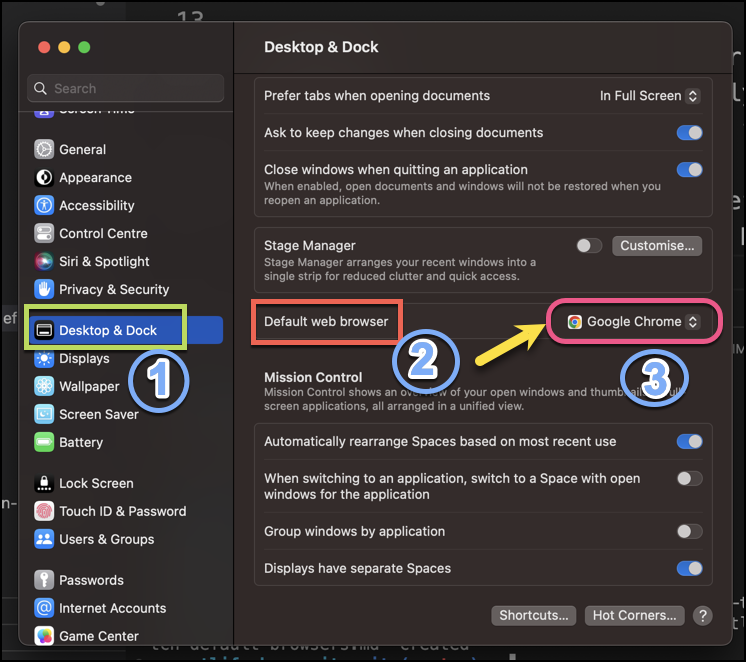 13
Desktop & Dock
Search
Screen Time
General
Appearance
Accessibility
Control Centre
Siri & Spotlight
Privacy & Security
Desktop & Dock
Displays
Wallpaper
Screen Saver
Battery
Lock Screen
Touch ID & Password
Users & Groups
Passwords
Internet Accounts
Game Center
1
Prefer tabs when opening documents
In Full Screen
Ask to keep changes when closing documents
Close windows when quitting an application
When enabled, open documents and windows will not be restored when you
reopen an application.
Stage Manager
Customise...
Stage Manager arranges your recent windows into a
single strip for reduced clutter and quick access.
Default web browser
Google Chrome
2
3
Mission Control
Mission Control shows an overview of your open windows and thumbnails of full
screen applications, all arranged in a unified view.
Automatically rearrange Spaces based on most recent use
When switching to an application, switch to a Space with open
windows for the application
Group windows by application
Displays have separate Spaces
Shortcuts...
Hot Corners...
?